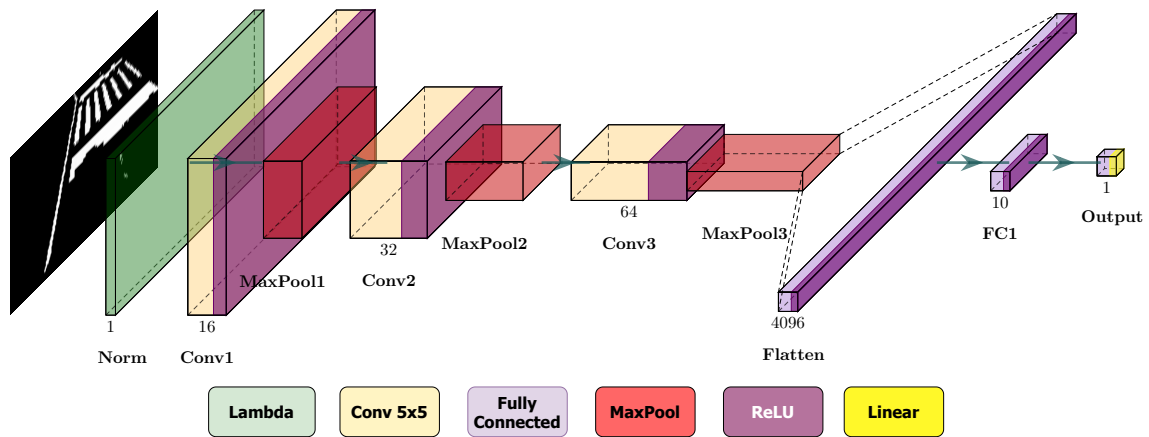 1
Norm
16
Conv1
MaxPool1
32
Conv2
MaxPool2
64
Conv3
MaxPool3
4096
Flatten
10
FC1
1
Output
Lambda
Conv 5x5
Fully
Connected
MaxPool
ReLU
Linear